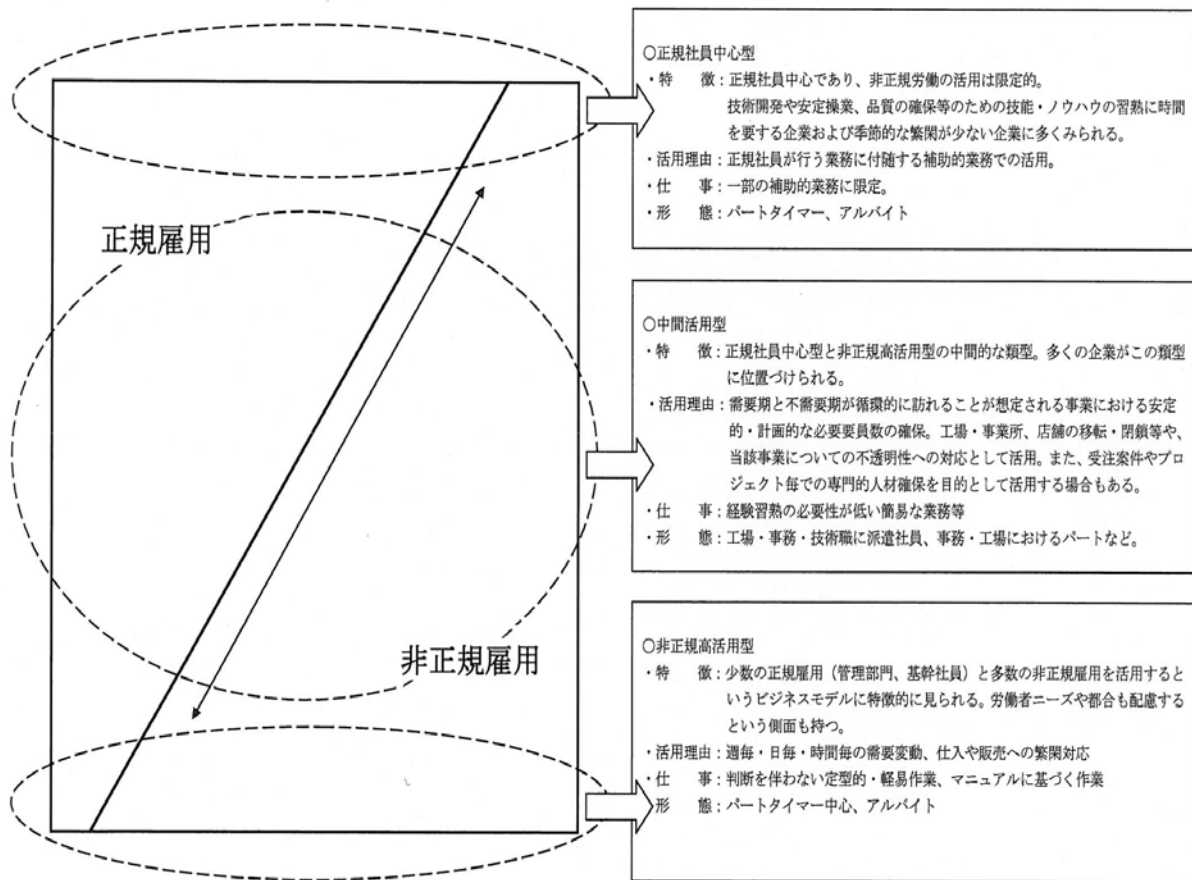 正規雇用
非正規雇用
○正規社員中心型
・特　　徴：正規社員中心であり、非正規労働の活用は限定的。
技術開発や安定操業、品質の確保等のための技能・ノウハウの習熟に時間
を要する企業および季節的な繁閑が少ない企業に多くみられる。
・活用理由：正規社員が行う業務に付随する補助的業務での活用。
・仕　　事：一部の補助的業務に限定。
・形　　態：パートタイマー、アルバイト
○中間活用型
・特　　徴：正規社員中心型と非正規高活用型の中間的な類型。多くの企業がこの類型
に位置づけられる。
・活用理由：需要期と不需要期が循環的に訪れることが想定される事業における安定
的・計画的な必要要員数の確保。工場・事業所、店舗の移転・閉鎖等や、
当該事業についての不透明性への対応として活用。また、受注案件やプロ
ジェクト毎での専門的人材確保を目的として活用する場合もある。
・仕　　事：経験習熟の必要性が低い簡易な業務等
・形　　態：工場・事務・技術職に派遣社員、事務・工場におけるパートなど。
○非正規高活用型
・特　　徴：少数の正規雇用（管理部門、基幹社員）と多数の非正規雇用を活用すると
いうビジネスモデルに特徴的に見られる。労働者ニーズや都合も配慮する
という側面も持つ。
・活用理由：週毎・日毎・時間毎の需要変動、仕入や販売への繁閑対応
・仕　　事：判断を伴わない定型的・軽易作業、マニュアルに基づく作業
・形　　態：パートタイマー中心、アルバイト